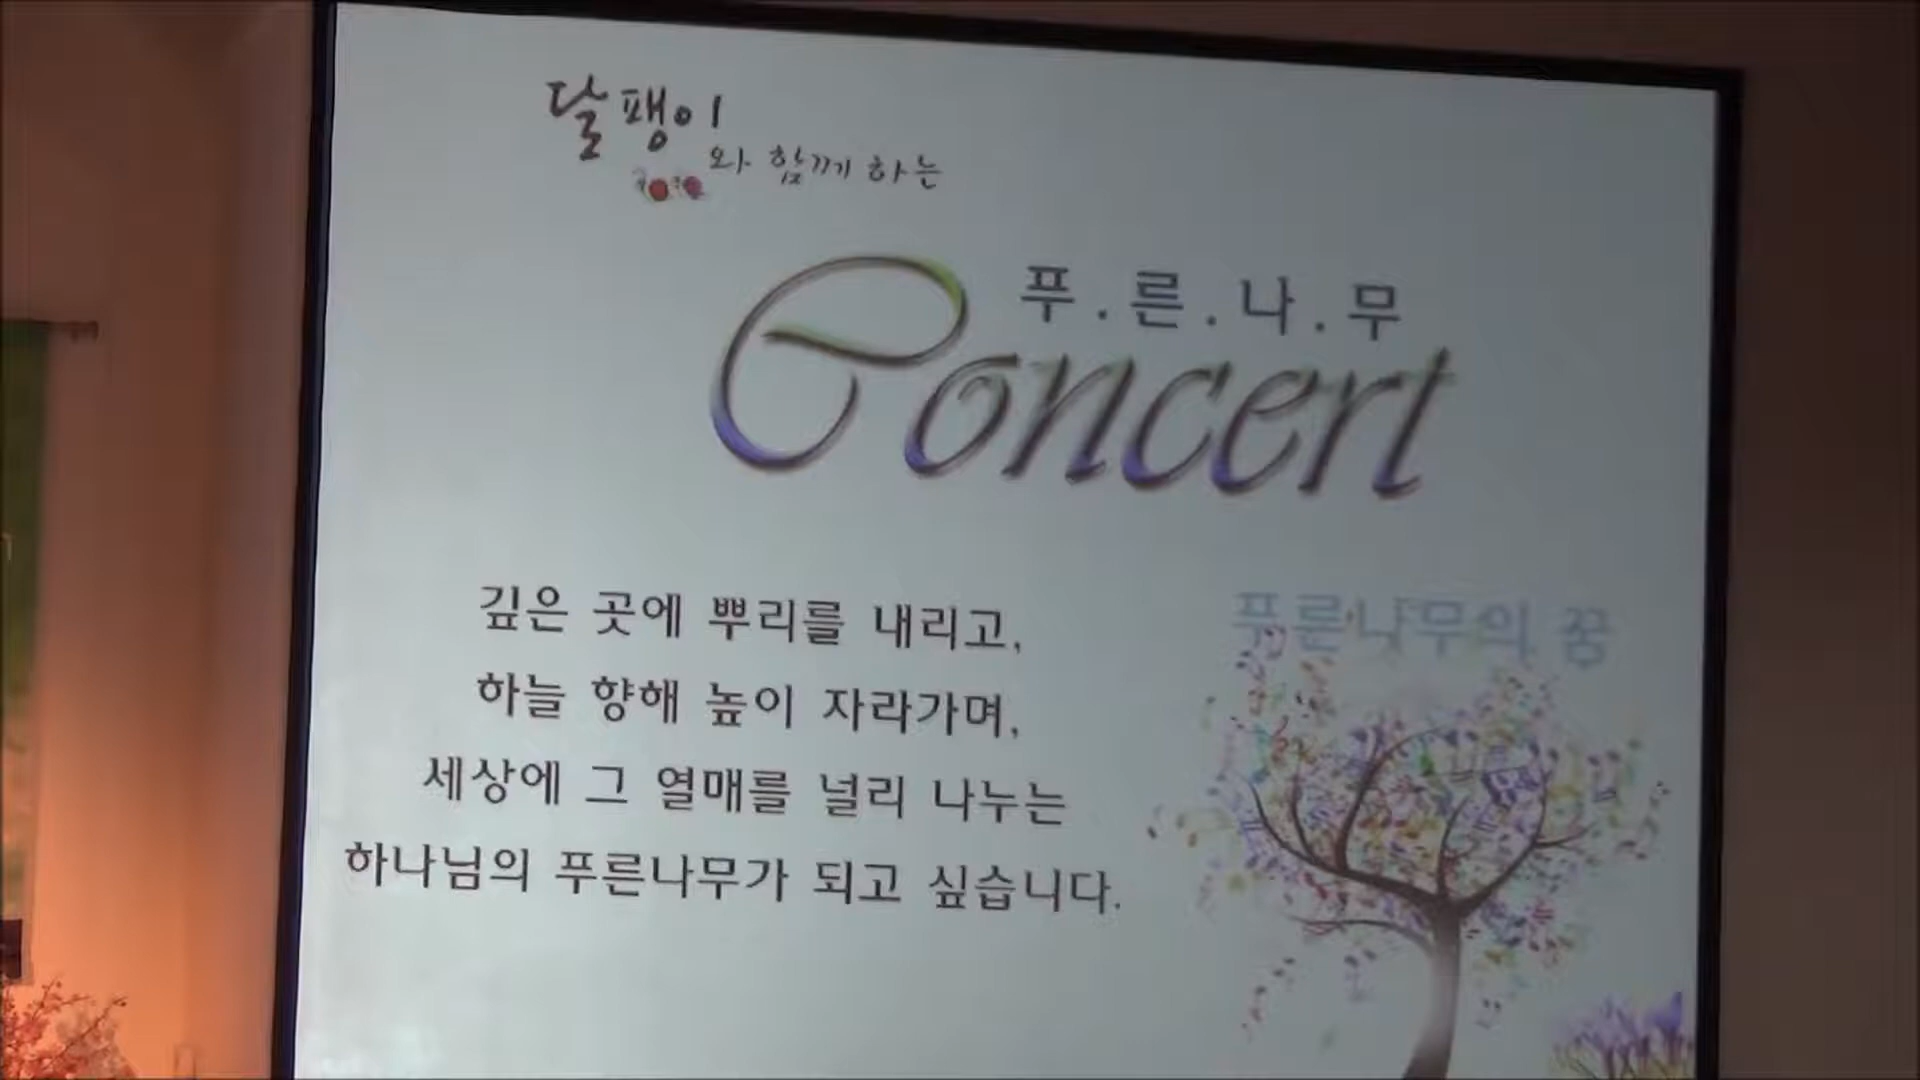 달팽이
와 함께 하는
푸.른.나.무
Concert
푸른나무의 꿈
깊은 곳에 뿌리를 내리고,
하늘 향해 높이 자라가며,
세상에 그 열매를 널리 나누는
하나님의 푸른나무가 되고 싶습니다.